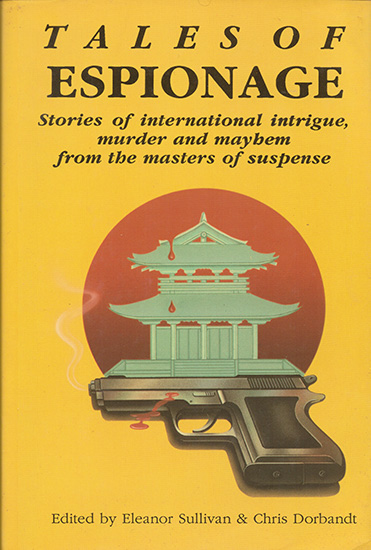 TALES OF
ESPIONAGE
Stories of international intrigue,
murder and mayhem
from the masters of suspense
Edited by Eleanor Sullivan & Chris Dorbandt